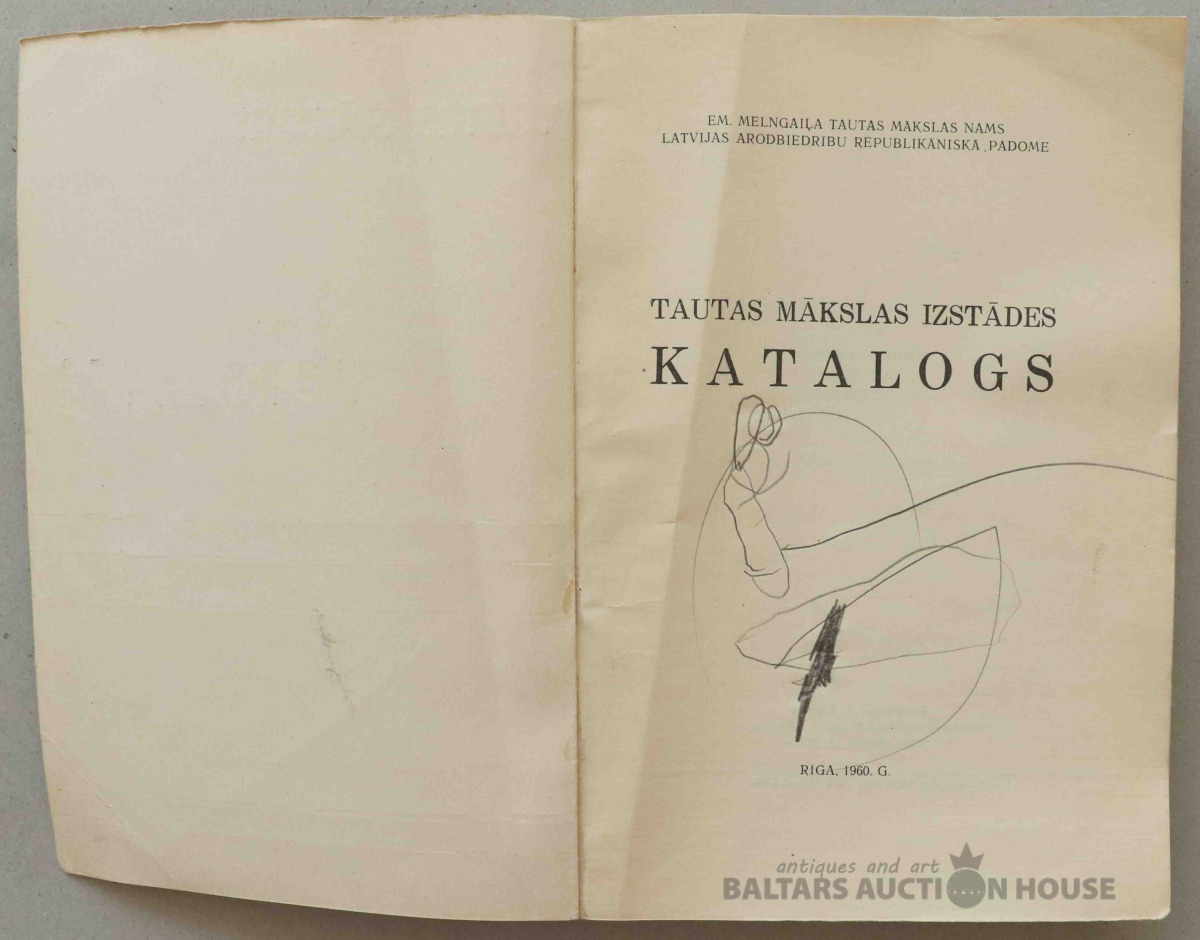 EM. MELNGAIĻA TAUTAS MĀKSLAS NAMS
LATVIJAS ARODBIEDRIBU REPUBLIKĀNISKĀ PADOME
TAUTAS MĀKSLAS IZSTĀDES
KATALOGS
RIGA, 1960. G.
antiques and art
BALTARS AUCTION HOUSE